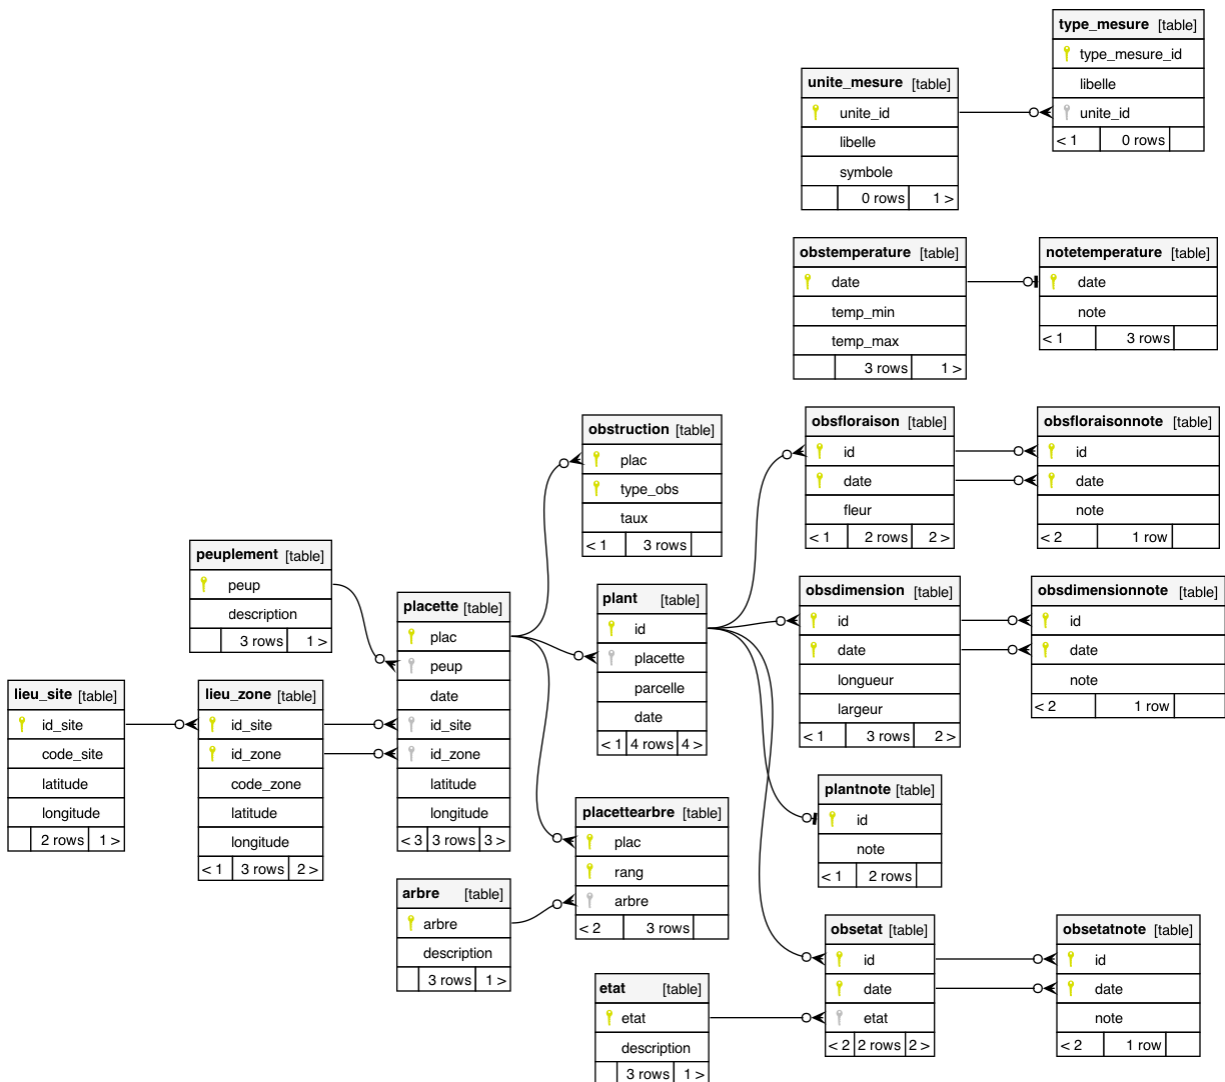 type_mesure [table]
type_mesure_id
libelle
unite_id
< 1 0 rows
unite_mesure [table]
unite_id
libelle
symbole
0 rows 1 >
obstemperature [table]
date
temp_min
temp_max
3 rows 1 >
notetemperature [table]
date
note
< 1 3 rows
obstruction [table]
plac
type_obs
taux
< 1 3 rows
obsfloraison [table]
id
date
fleur
< 1 2 rows 2 >
obsfloraisonnote [table]
id
date
note
< 2 1 row
peuplement [table]
peup
description
3 rows 1 >
placette [table]
plac
peup
date
id_site
id_zone
latitude
longitude
< 3 3 rows 3 >
plant [table]
id
placette
parcelle
date
< 1 4 rows 4 >
obsdimension [table]
id
date
longueur
largeur
< 1 3 rows 2 >
obsdimensionnote [table]
id
date
note
< 2 1 row
lieu_site [table]
id_site
code_site
latitude
longitude
2 rows 1 >
lieu_zone [table]
id_site
id_zone
code_zone
latitude
longitude
< 1 3 rows 2 >
plantnote [table]
id
note
< 1 2 rows
placettearbre [table]
plac
rang
arbre
< 2 3 rows
arbre [table]
arbre
description
3 rows 1 >
obsetat [table]
id
date
etat
< 2 2 rows 2 >
obsetatnote [table]
id
date
note
< 2 1 row
etat [table]
etat
description
3 rows 1 >